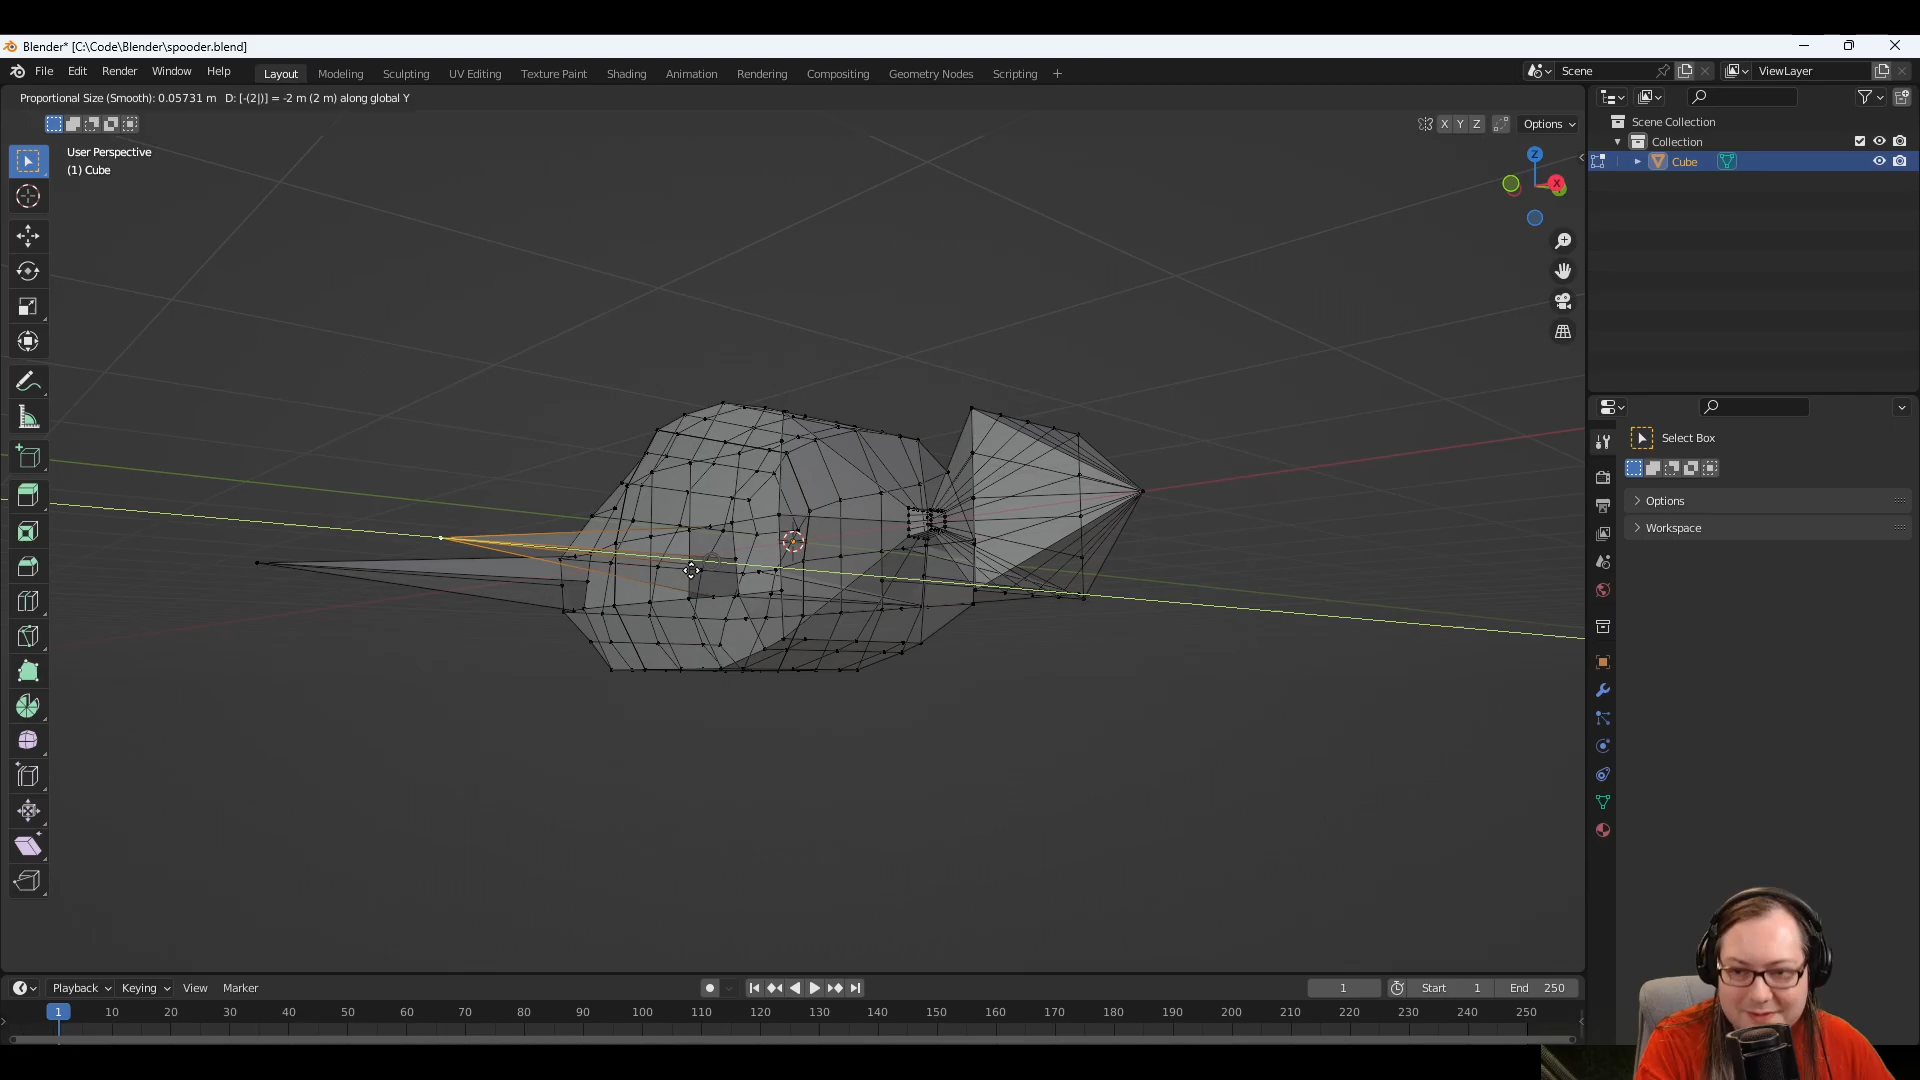 Blender* [C:\Code\Blender\spooder.blend]
File Edit Render Window Help Layout Modeling Sculpting UV Editing Texture Paint Shading Animation Rendering Compositing Geometry Nodes Scripting + Scene ViewLayer
Proportional Size (Smooth): 0.05731 m D: [-(2|)] = -2 m (2 m) along global Y
X Y Z Options
Scene Collection
Collection
Cube
User Perspective
(1) Cube
Z
X
Select Box
Options
Workspace
Playback Keying View Marker 1 Start 1 End 250
1 10 20 30 40 50 60 70 80 90 100 110 120 130 140 150 160 170 180 190 200 210 220 230 240 250